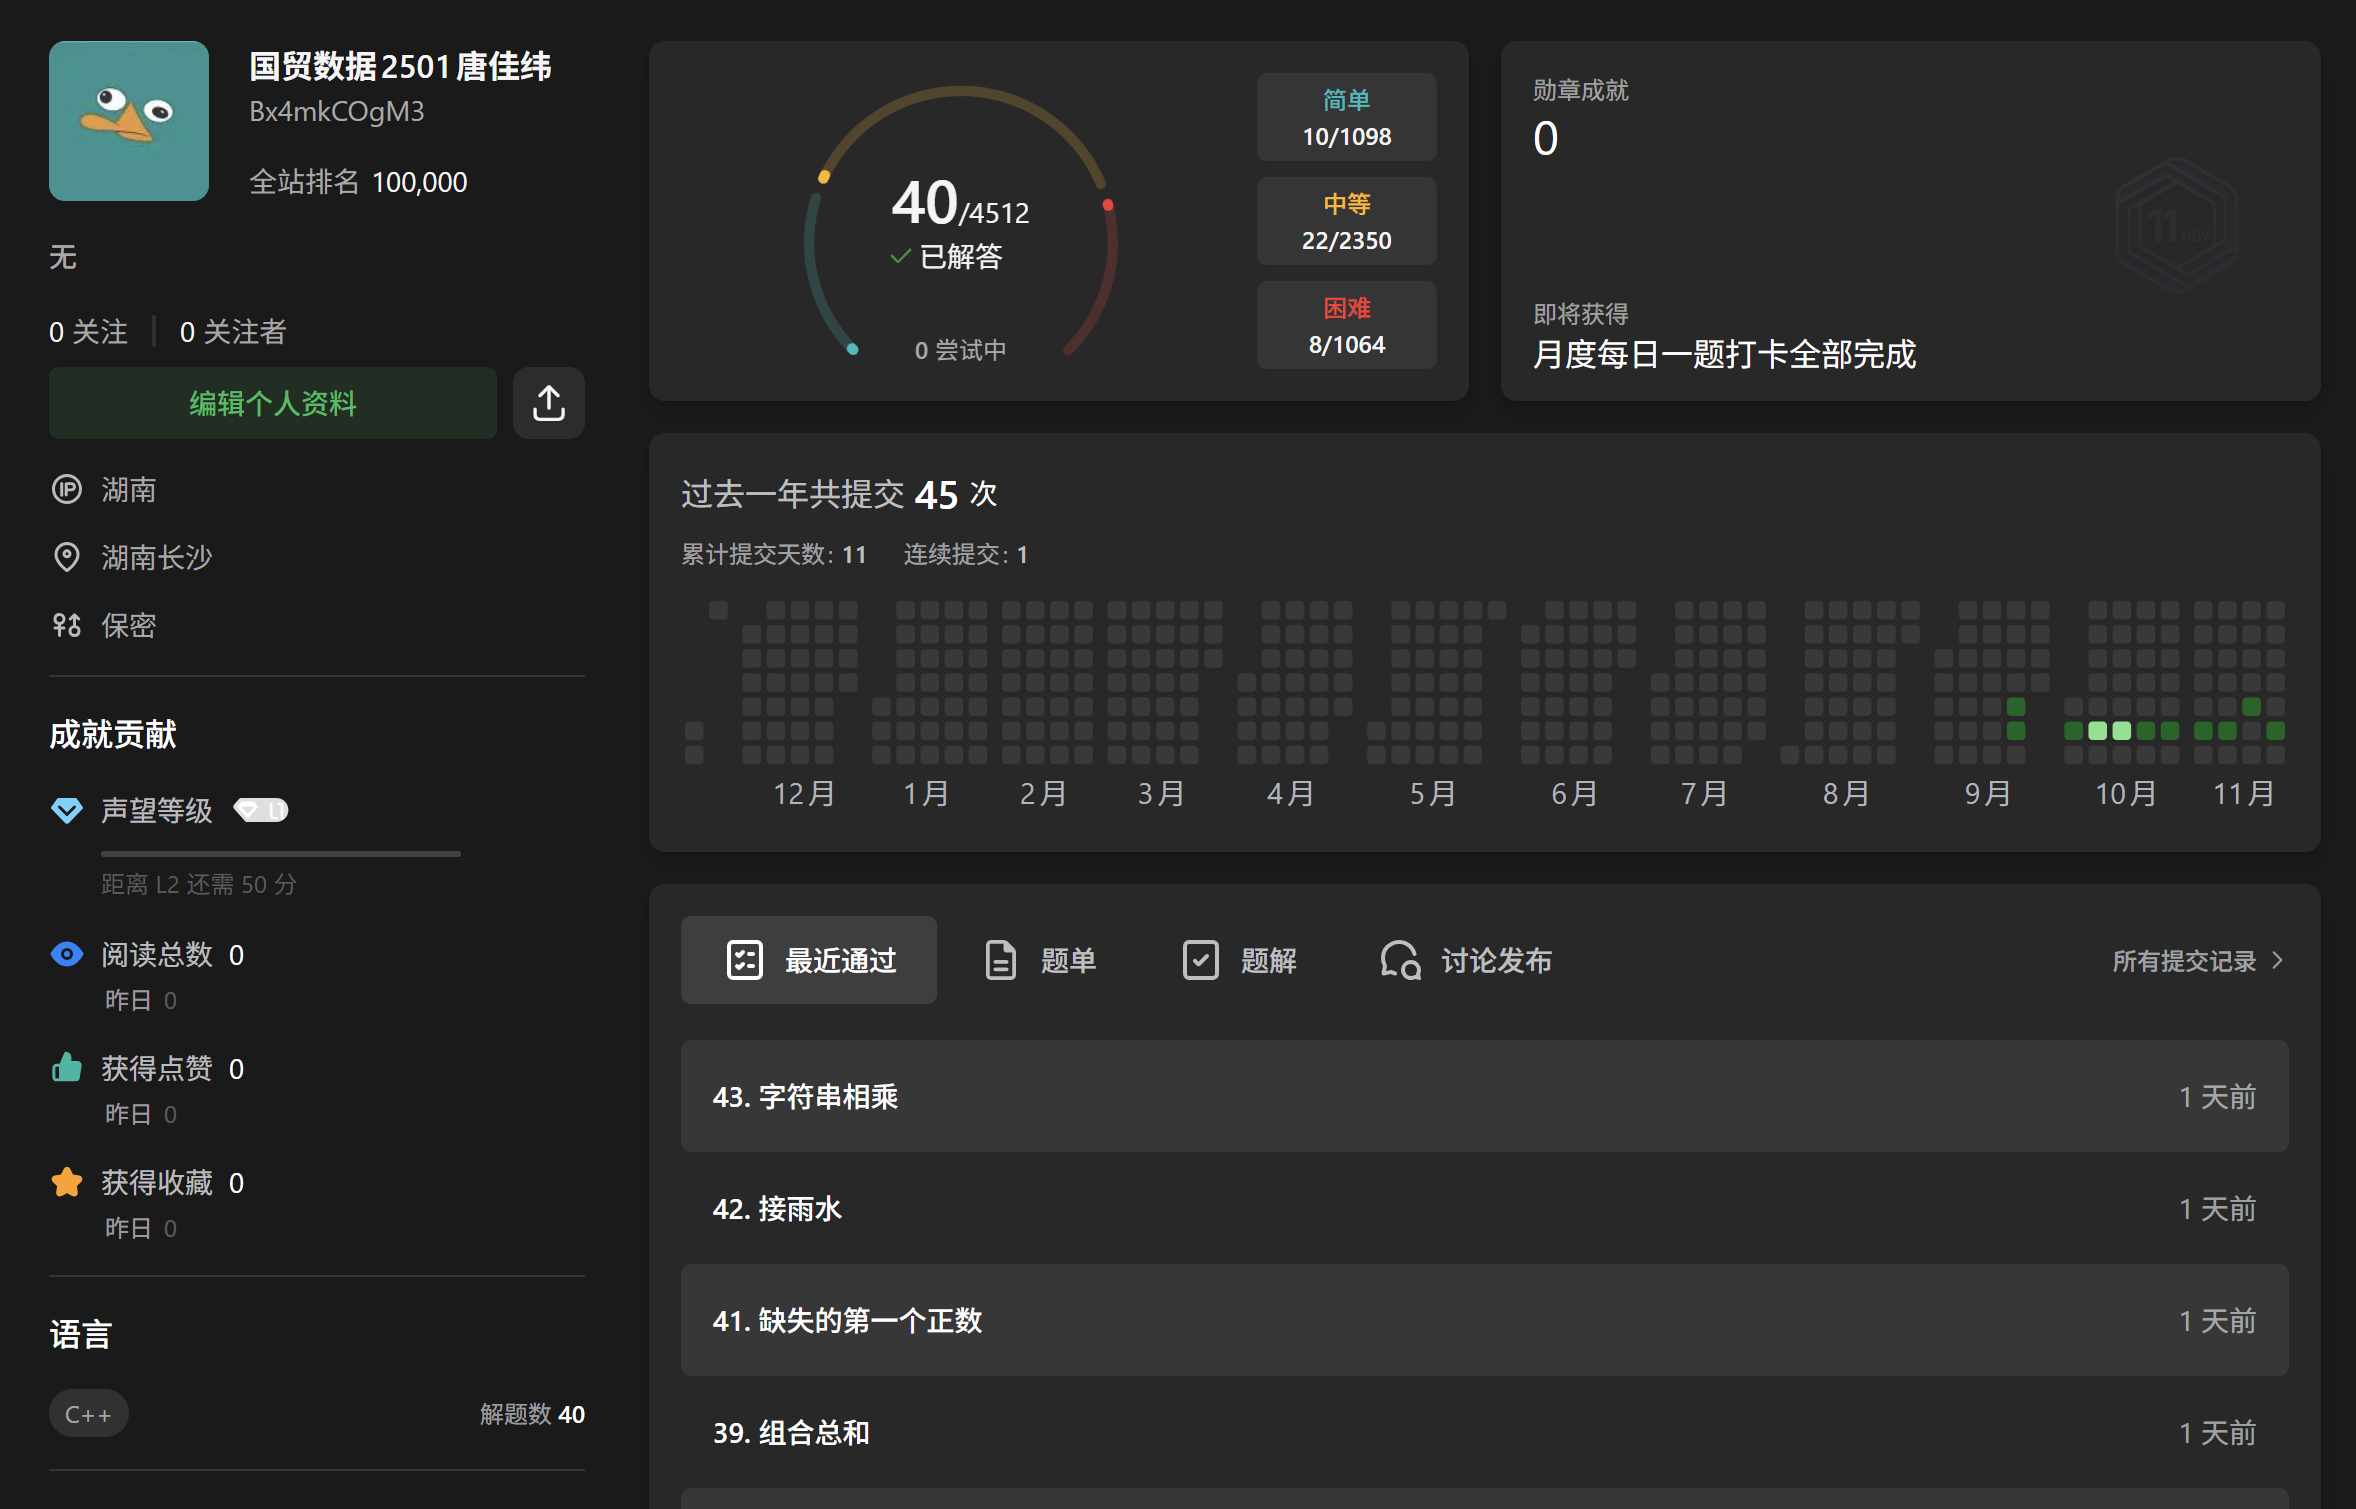 国贸数据2501唐佳纬
Bx4mkCOgM3
全站排名 100,000
无
0 关注
0 关注者
编辑个人资料
IP 湖南
湖南长沙
保密
成就贡献
声望等级 L1
距离 L2 还需 50 分
阅读总数 0
昨日 0
获得点赞 0
昨日 0
获得收藏 0
昨日 0
语言
C++ 解题数 40
40/4512
已解答
0 尝试中
简单
10/1098
中等
22/2350
困难
8/1064
勋章成就
0
11 NOV
即将获得
月度每日一题打卡全部完成
过去一年共提交 45 次
累计提交天数: 11 连续提交: 1
12月 1月 2月 3月 4月 5月 6月 7月 8月 9月 10月 11月
最近通过 题单 题解 讨论发布 所有提交记录
43. 字符串相乘 1 天前
42. 接雨水 1 天前
41. 缺失的第一个正数 1 天前
39. 组合总和 1 天前